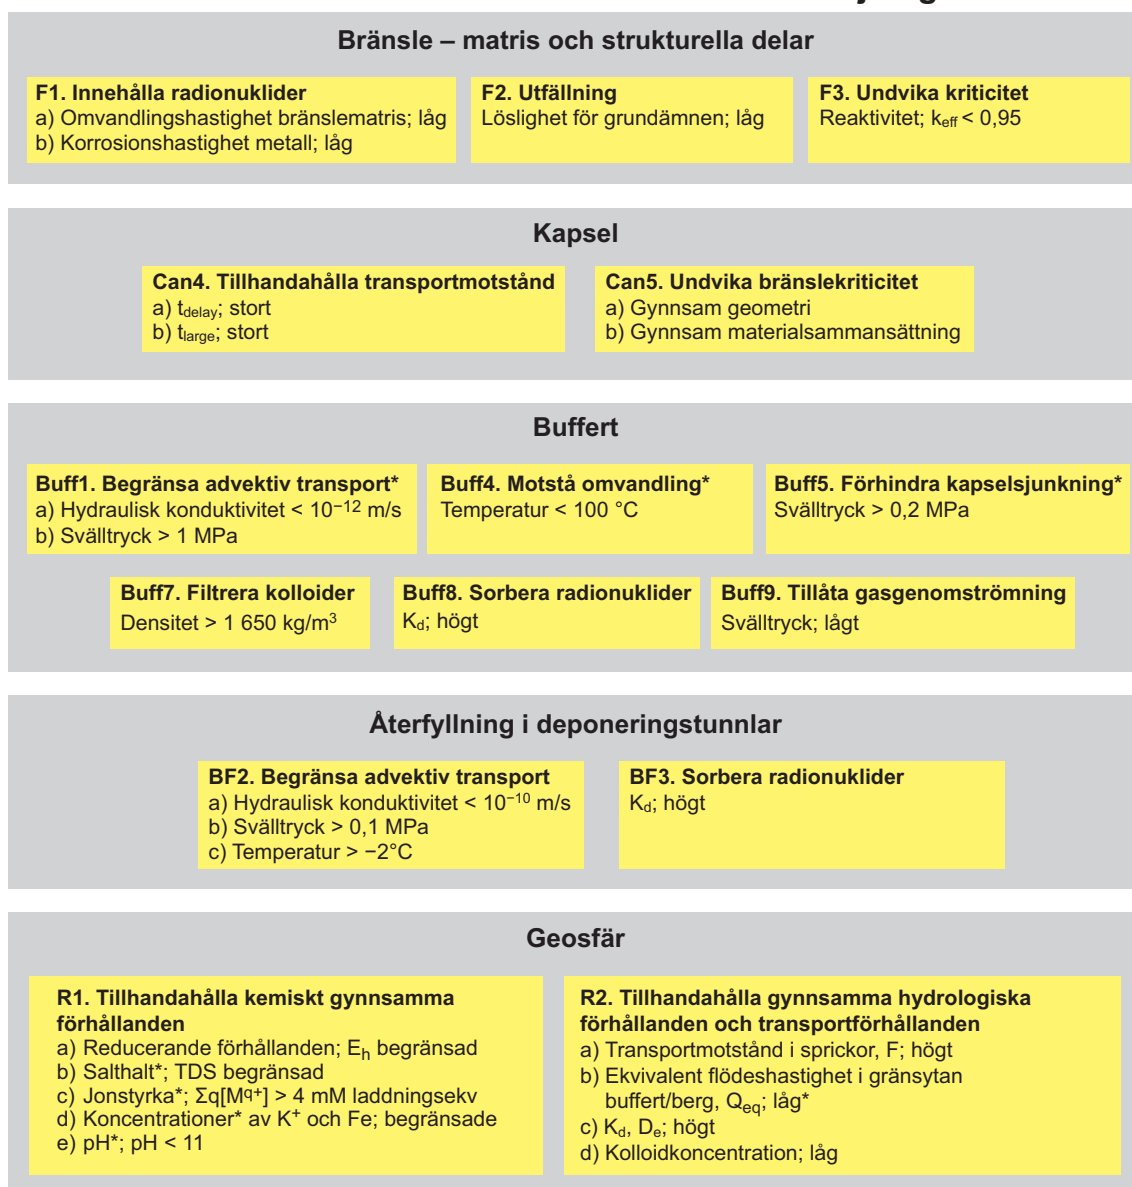 Bränsle – matris och strukturella delar
F1. Innehålla radionuklider
a) Omvandlingshastighet bränslematris; låg
b) Korrosionshastighet metall; låg
F2. Utfällning
Löslighet för grundämnen; låg
F3. Undvika kriticitet
Reaktivitet; keff < 0,95
Kapsel
Can4. Tillhandahålla transportmotstånd
a) tdelay; stort
b) tlarge; stort
Can5. Undvika bränslekriticitet
a) Gynnsam geometri
b) Gynnsam materialsammansättning
Buffert
Buff1. Begränsa advektiv transport*
a) Hydraulisk konduktivitet < 10⁻¹² m/s
b) Svälltryck > 1 MPa
Buff4. Motstå omvandling*
Temperatur < 100 °C
Buff5. Förhindra kapselsjunkning*
Svälltryck > 0,2 MPa
Buff7. Filtrera kolloider
Densitet > 1 650 kg/m³
Buff8. Sorbera radionuklider
Kd; högt
Buff9. Tillåta gasgenomströmning
Svälltryck; lågt
Återfyllning i deponeringstunnlar
BF2. Begränsa advektiv transport
a) Hydraulisk konduktivitet < 10⁻¹⁰ m/s
b) Svälltryck > 0,1 MPa
c) Temperatur > −2°C
BF3. Sorbera radionuklider
Kd; högt
Geosfär
R1. Tillhandahålla kemiskt gynnsamma
förhållanden
a) Reducerande förhållanden; Eh begränsad
b) Salthalt*; TDS begränsad
c) Jonstyrka*; Σq[Mq+] > 4 mM laddningsekv
d) Koncentrationer* av K⁺ och Fe; begränsade
e) pH*; pH < 11
R2. Tillhandahålla gynnsamma hydrologiska
förhållanden och transportförhållanden
a) Transportmotstånd i sprickor, F; högt
b) Ekvivalent flödeshastighet i gränsytan
buffert/berg, Qeq; låg*
c) Kd, De; högt
d) Kolloidkoncentration; låg